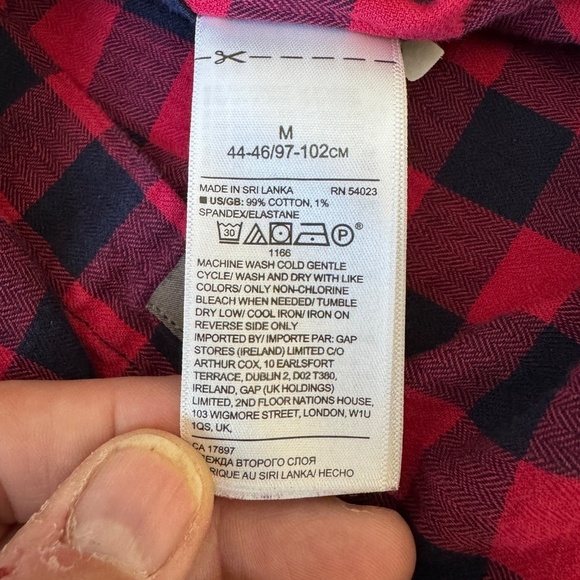 M
44-46/97-102CM
MADE IN SRI LANKA RN 54023
US/GB: 99% COTTON, 1%
SPANDEX/ELASTANE
30 P®
1166
MACHINE WASH COLD GENTLE
CYCLE/ WASH AND DRY WITH LIKE
COLORS/ ONLY NON-CHLORINE
BLEACH WHEN NEEDED/ TUMBLE
DRY LOW/ COOL IRON/ IRON ON
REVERSE SIDE ONLY
IMPORTED BY/ IMPORTE PAR: GAP
STORES (IRELAND) LIMITED C/O
ARTHUR COX, 10 EARLSFORT
TERRACE, DUBLIN 2, D02 T380,
IRELAND, GAP (UK HOLDINGS)
LIMITED, 2ND FLOOR NATIONS HOUSE,
103 WIGMORE STREET, LONDON, W1U
1QS, UK,
CA 17897
ВТОРОГО СЛОЯ
AU SIRI LANKA/ HECHO